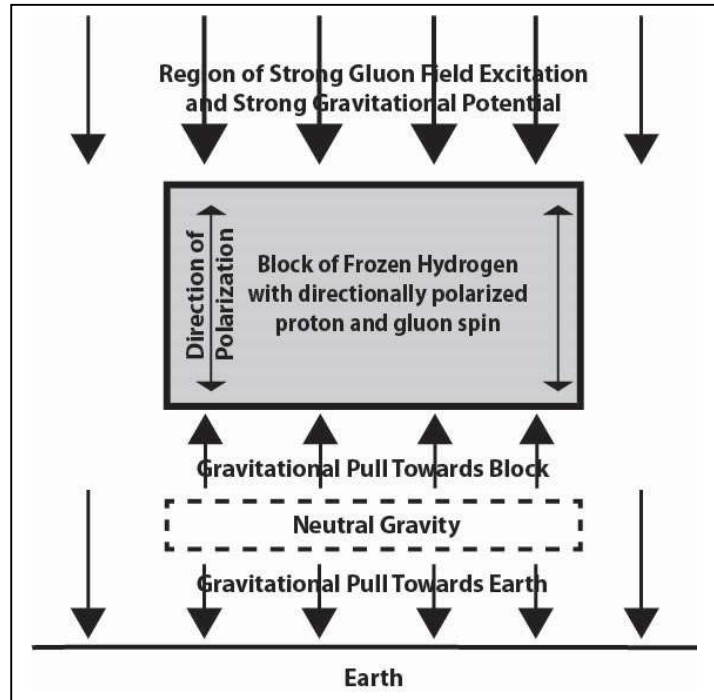 Region of Strong Gluon Field Excitation
and Strong Gravitational Potential
Direction of
Polarization
Block of Frozen Hydrogen
with directionally polarized
proton and gluon spin
Gravitational Pull Towards Block
Neutral Gravity
Gravitational Pull Towards Earth
Earth